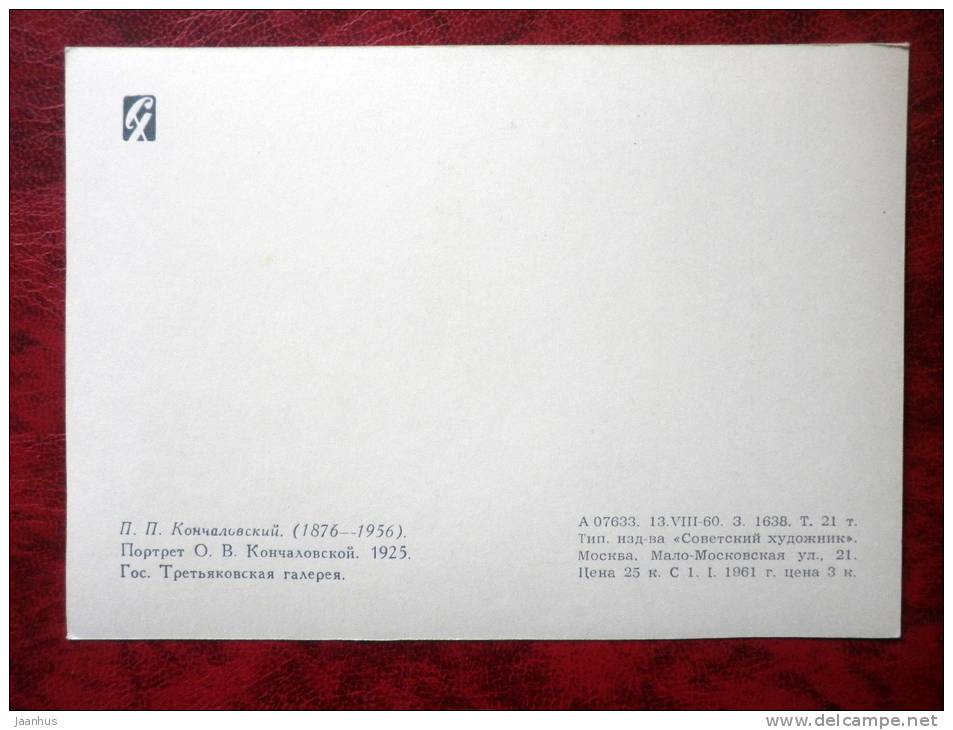 СХ
П. П. Кончаловский. (1876—1956).
Портрет О. В. Кончаловской. 1925.
Гос. Третьяковская галерея.
А 07633. 13.VIII-60. З. 1638. Т. 21 т.
Тип. изд-ва «Советский художник».
Москва. Мало-Московская ул., 21.
Цена 25 к. С 1. I. 1961 г. цена 3 к.
Jaanhus
www.delcampe.net